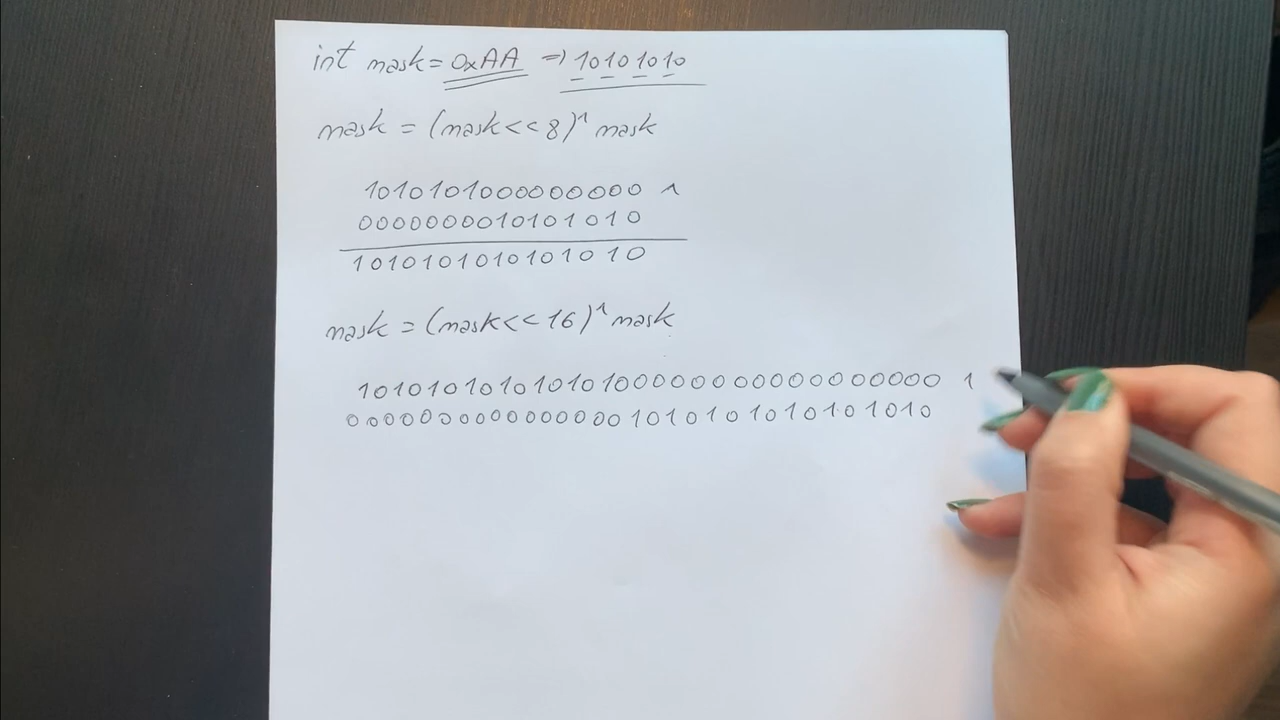 int mask = 0xAA => 10101010
mask = (mask<<8)^ mask
1010101000000000 ^
0000000010101010
1010101010101010
mask = (mask<<16)^ mask
10101010101010100000000000000000 ^
00000000000000001010101010101010